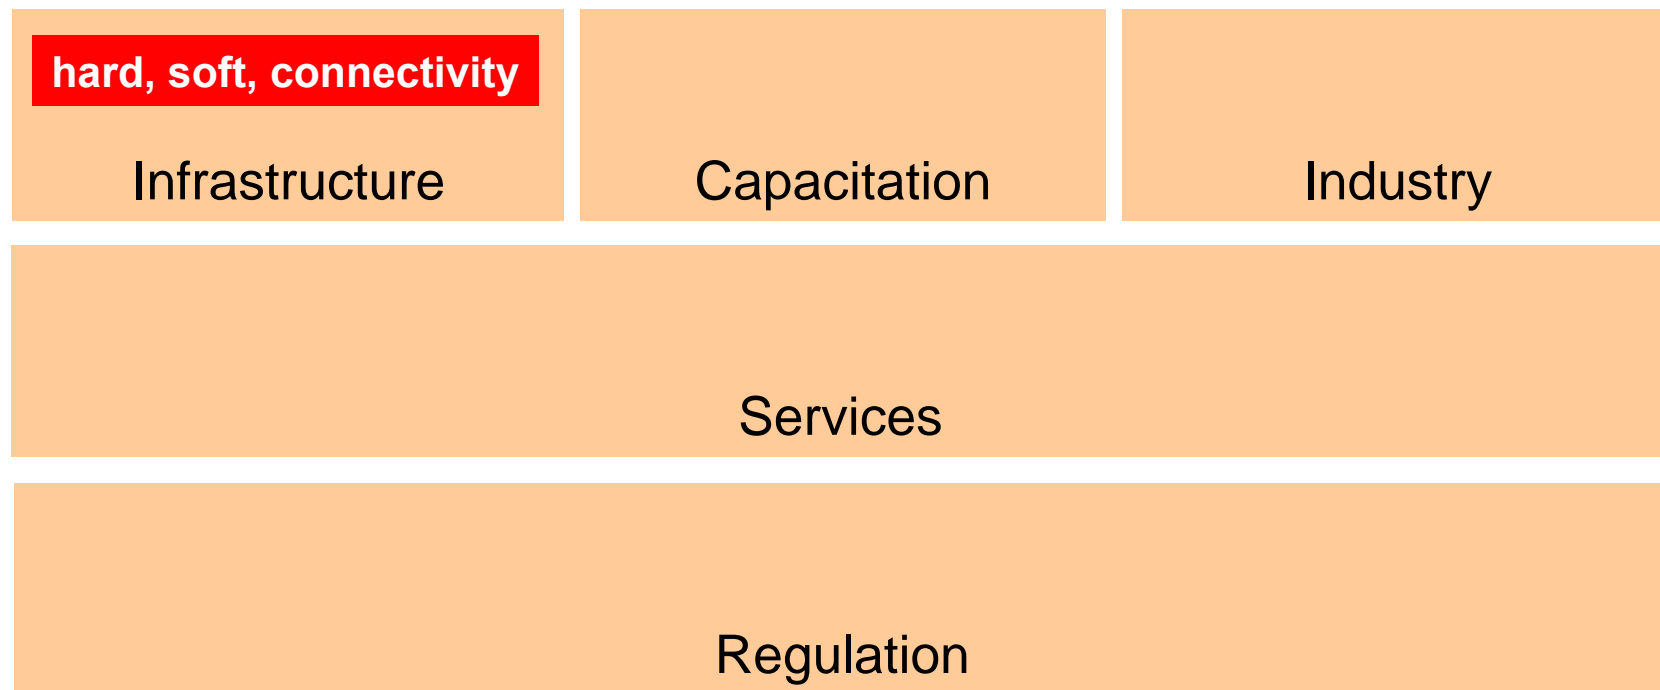 hard, soft, connectivity
Infrastructure
Capacitation
Industry
Services
Regulation